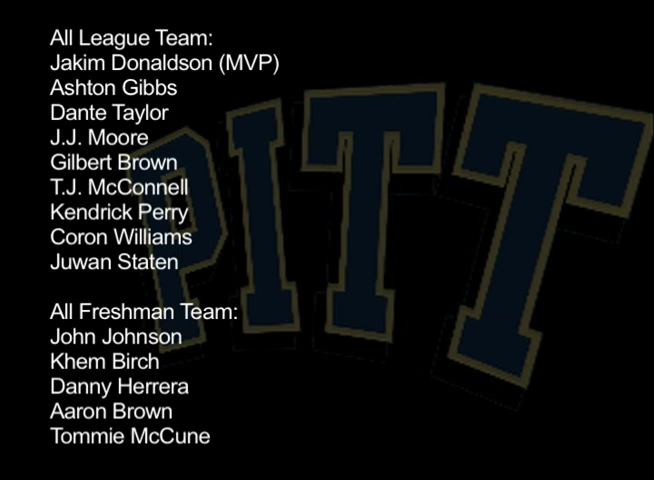 All League Team:
Jakim Donaldson (MVP)
Ashton Gibbs
Dante Taylor
J.J. Moore
Gilbert Brown
T.J. McConnell
Kendrick Perry
Coron Williams
Juwan Staten
All Freshman Team:
John Johnson
Khem Birch
Danny Herrera
Aaron Brown
Tommie McCune
PITT